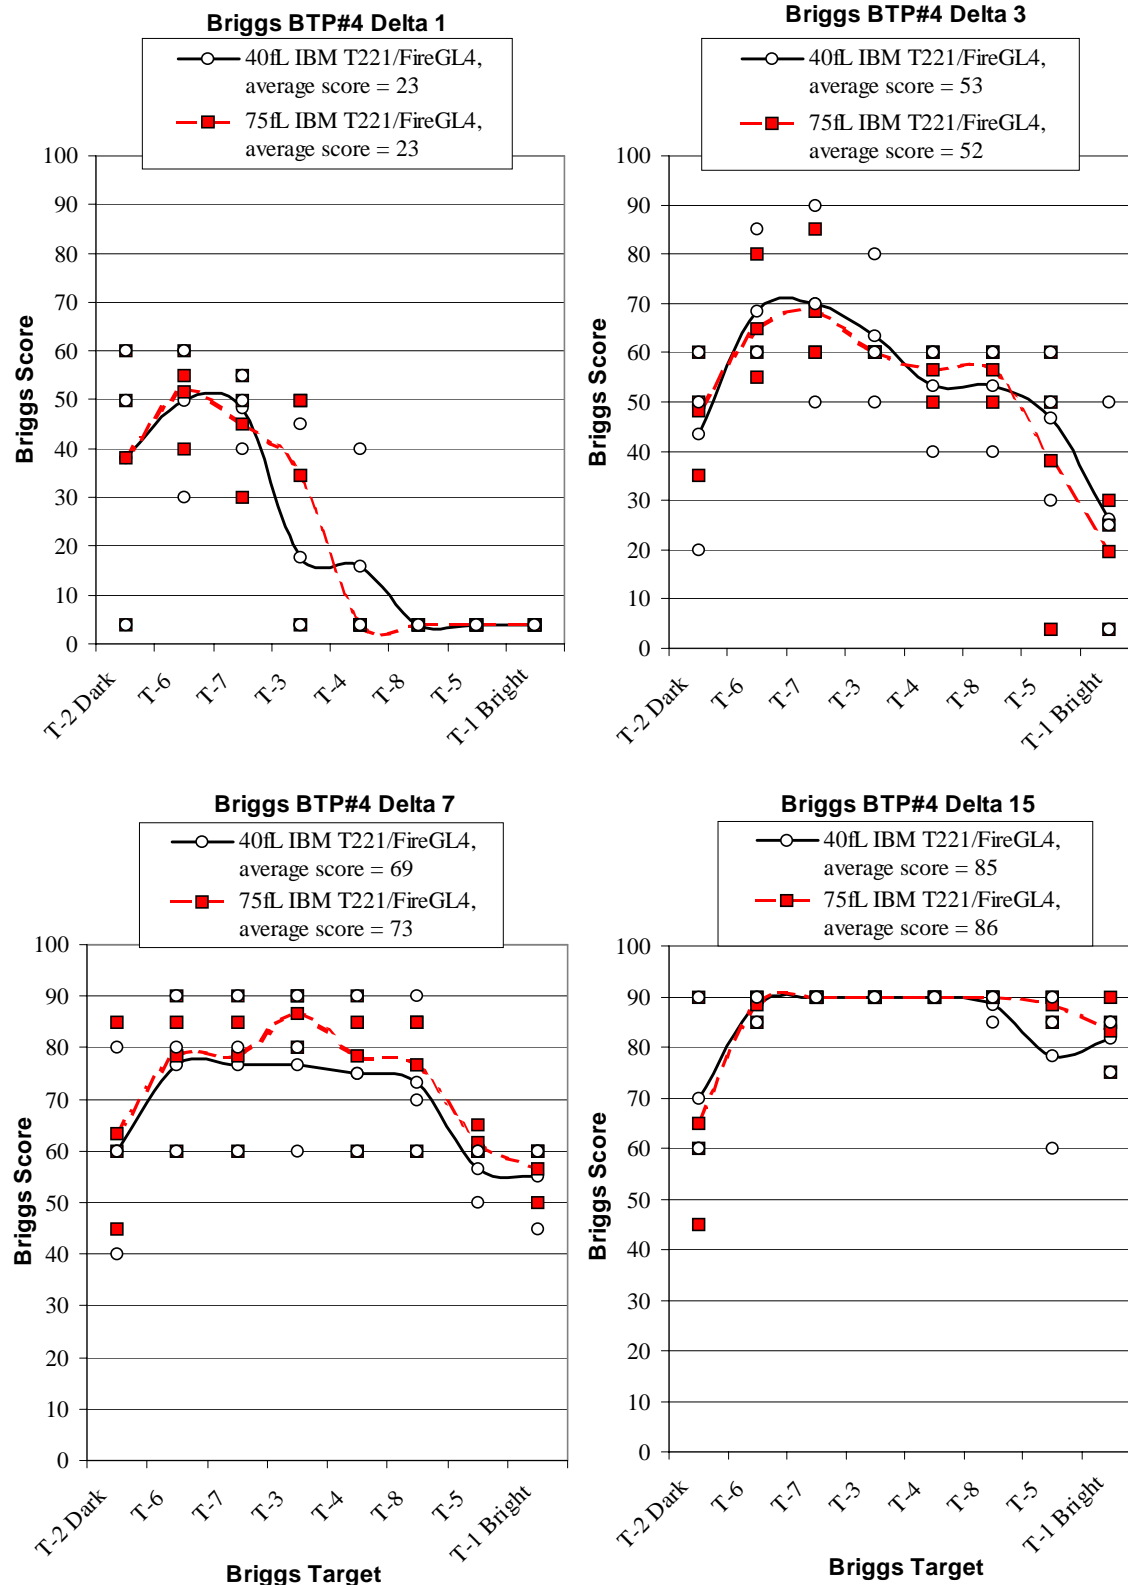 Briggs BTP#4 Delta 1
40fL IBM T221/FireGL4,
average score = 23
75fL IBM T221/FireGL4,
average score = 23
100
90
80
70
60
50
40
30
20
10
0
Briggs Score
T-2 Dark
T-6
T-7
T-3
T-4
T-8
T-5
T-1 Bright
Briggs BTP#4 Delta 3
40fL IBM T221/FireGL4,
average score = 53
75fL IBM T221/FireGL4,
average score = 52
100
90
80
70
60
50
40
30
20
10
0
Briggs Score
T-2 Dark
T-6
T-7
T-3
T-4
T-8
T-5
T-1 Bright
Briggs BTP#4 Delta 7
40fL IBM T221/FireGL4,
average score = 69
75fL IBM T221/FireGL4,
average score = 73
100
90
80
70
60
50
40
30
20
10
0
Briggs Score
T-2 Dark
T-6
T-7
T-3
T-4
T-8
T-5
T-1 Bright
Briggs Target
Briggs BTP#4 Delta 15
40fL IBM T221/FireGL4,
average score = 85
75fL IBM T221/FireGL4,
average score = 86
100
90
80
70
60
50
40
30
20
10
0
Briggs Score
T-2 Dark
T-6
T-7
T-3
T-4
T-8
T-5
T-1 Bright
Briggs Target